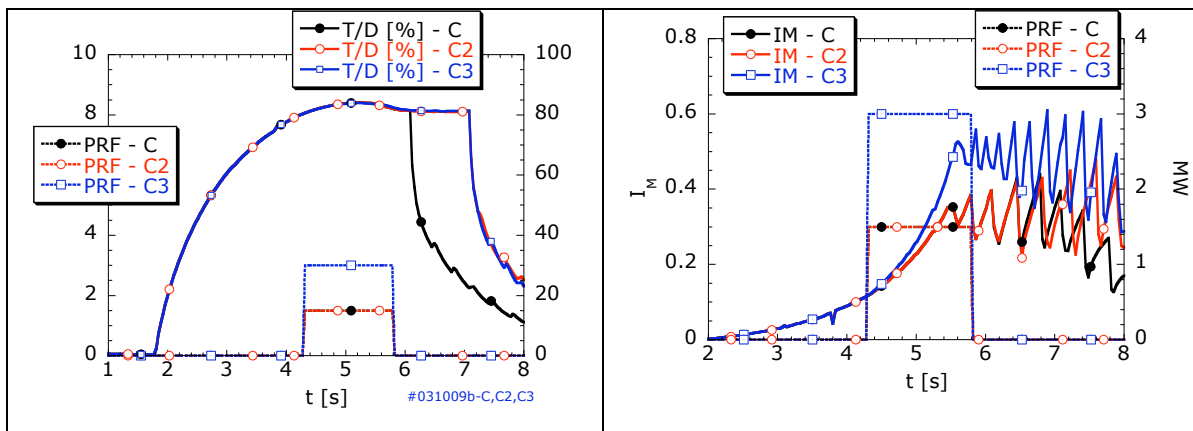 T/D [%] - C
T/D [%] - C2
T/D [%] - C3
PRF - C
PRF - C2
PRF - C3
10
8
6
4
2
0
100
80
60
40
20
0
1 2 3 4 5 6 7 8
t [s]
#031009b-C,C2,C3
IM - C
IM - C2
IM - C3
PRF - C
PRF - C2
PRF - C3
0.8
0.6
0.4
0.2
0
I_M
4
3
2
1
0
MW
2 3 4 5 6 7 8
t [s]